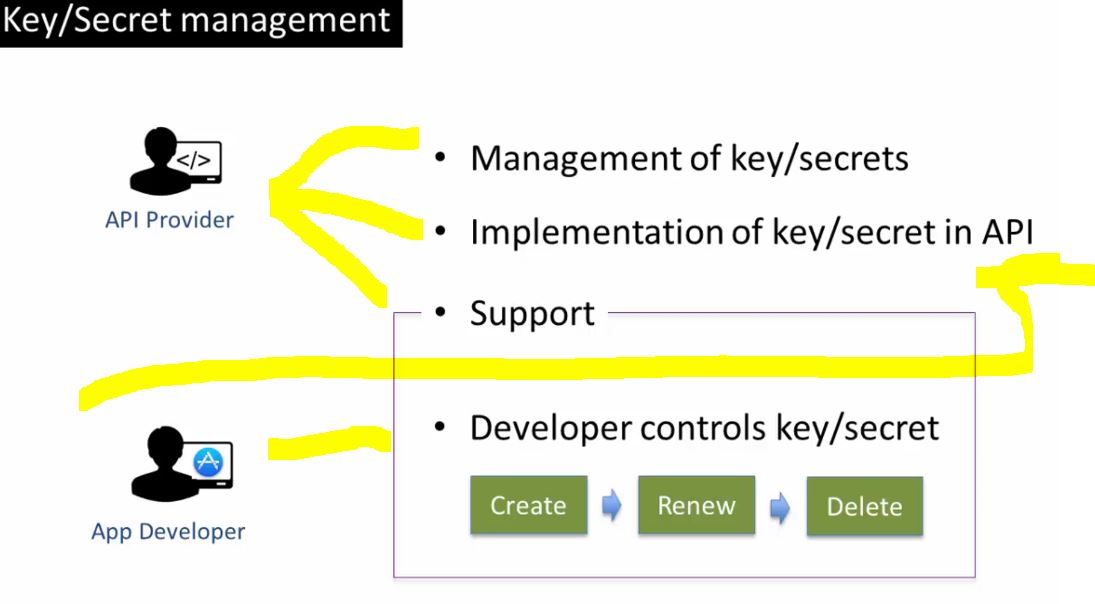 Key/Secret management
</>
API Provider
• Management of key/secrets
• Implementation of key/secret in API
• Support
App Developer
• Developer controls key/secret
Create
Renew
Delete